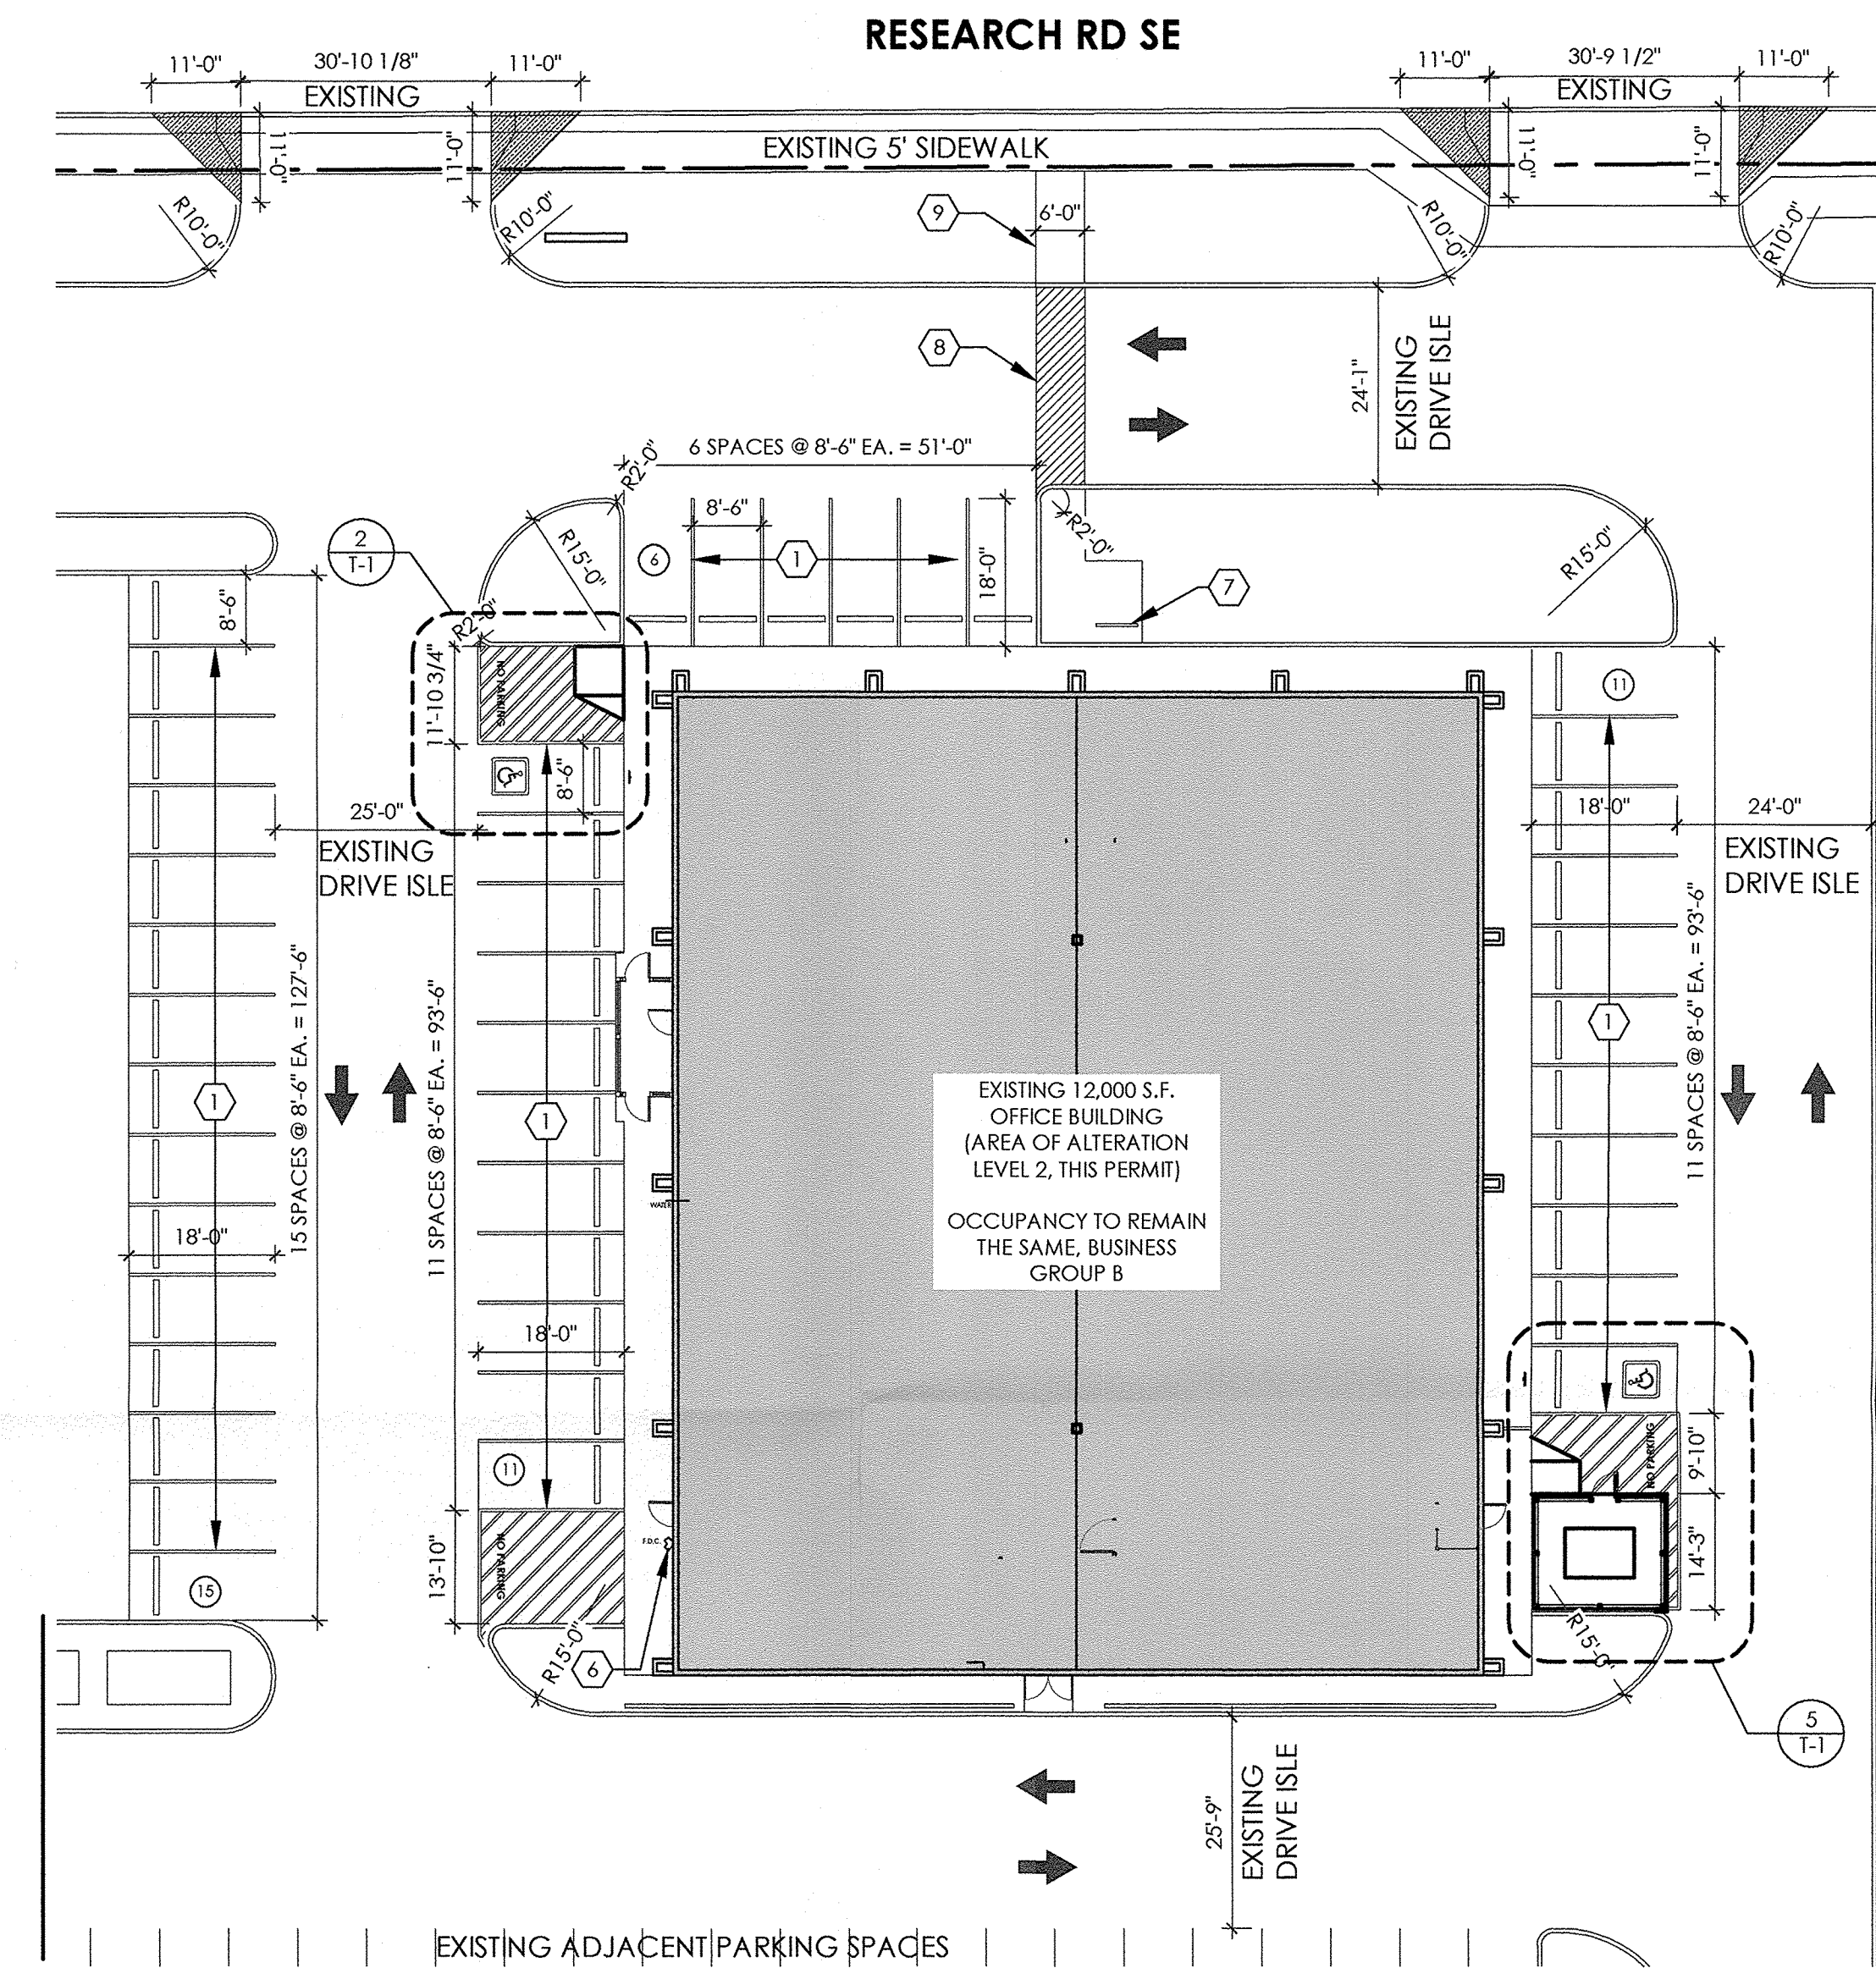 RESEARCH RD SE
11'-0"
30'-10 1/8"
11'-0"
EXISTING
11'-0"
30'-9 1/2"
11'-0"
EXISTING
11'-0"
11'-0"
11'-0"
11'-0"
EXISTING 5' SIDEWALK
R10'-0"
R10'-0"
9
6'-0"
R10'-0"
R10'-0"
8
24'-1"
EXISTING
DRIVE ISLE
6 SPACES @ 8'-6" EA. = 51'-0"
R2'-0"
8'-6"
2
T-1
R15'-0"
6
1
18'-0"
R2'-0"
7
R15'-0"
8'-6"
R2'-0"
11'-10 3/4"
NO PARKING
11
8'-6"
25'-0"
EXISTING
DRIVE ISLE
18'-0"
24'-0"
EXISTING
DRIVE ISLE
15 SPACES @ 8'-6" EA. = 127'-6"
11 SPACES @ 8'-6" EA. = 93'-6"
11 SPACES @ 8'-6" EA. = 93'-6"
1
1
1
EXISTING 12,000 S.F.
OFFICE BUILDING
(AREA OF ALTERATION
LEVEL 2, THIS PERMIT)
OCCUPANCY TO REMAIN
THE SAME, BUSINESS
GROUP B
WATER
18'-0"
18'-0"
11
15
13'-10"
NO PARKING
F.D.C.
R15'-0"
6
9'-10"
NO PARKING
14'-3"
R15'-0"
5
T-1
25'-9"
EXISTING
DRIVE ISLE
EXISTING ADJACENT PARKING SPACES